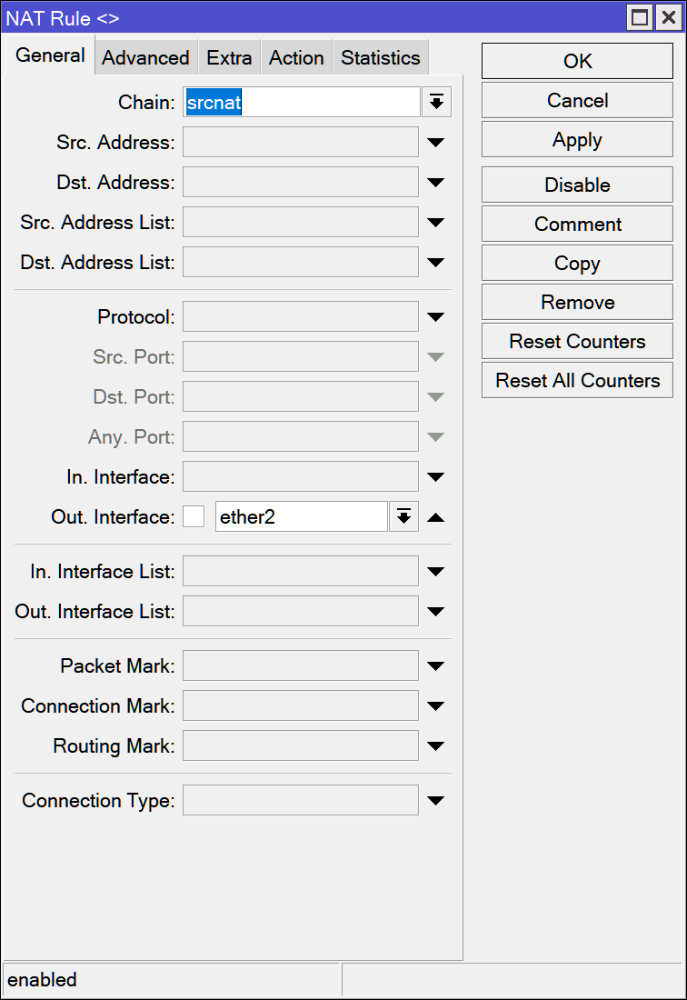 NAT Rule <>
General Advanced Extra Action Statistics
Chain: srcnat
Src. Address:
Dst. Address:
Src. Address List:
Dst. Address List:
Protocol:
Src. Port:
Dst. Port:
Any. Port:
In. Interface:
Out. Interface: ether2
In. Interface List:
Out. Interface List:
Packet Mark:
Connection Mark:
Routing Mark:
Connection Type:
OK
Cancel
Apply
Disable
Comment
Copy
Remove
Reset Counters
Reset All Counters
enabled